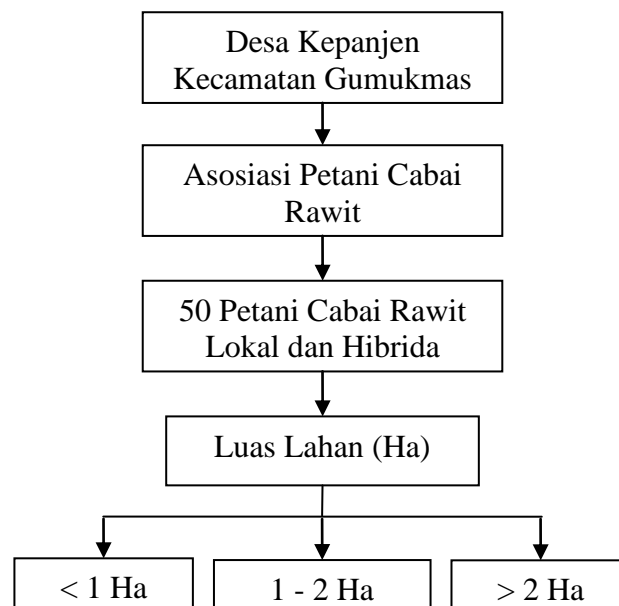 Desa Kepanjen
Kecamatan Gumukmas
Asosiasi Petani Cabai
Rawit
50 Petani Cabai Rawit
Lokal dan Hibrida
Luas Lahan (Ha)
< 1 Ha
1 - 2 Ha
> 2 Ha